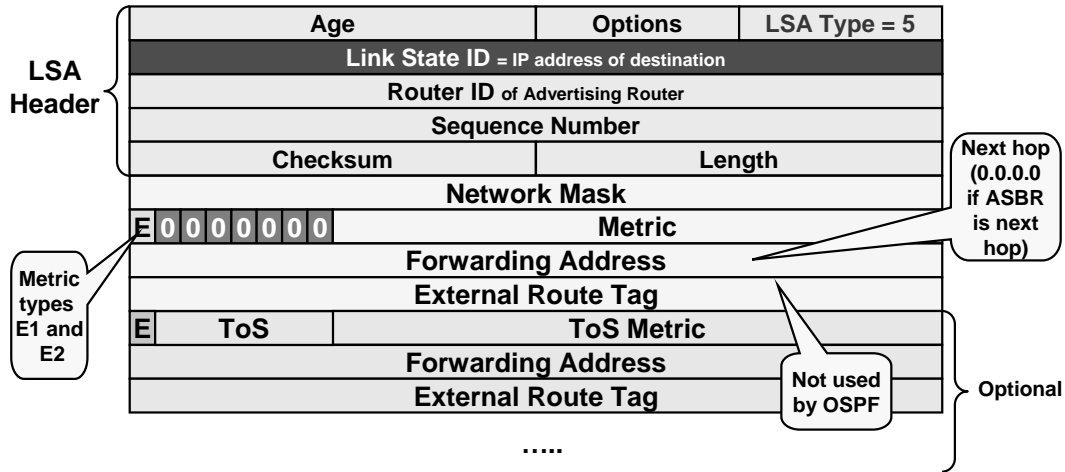 Age Options LSA Type = 5
Link State ID = IP address of destination
LSA
Header
Router ID of Advertising Router
Sequence Number
Checksum Length
Next hop
(0.0.0.0
if ASBR
is next
hop)
Network Mask
E 0 0 0 0 0 0 0 Metric
Forwarding Address
Metric
types
E1 and
E2
External Route Tag
E ToS ToS Metric
Forwarding Address
Not used
by OSPF
Optional
External Route Tag
.....